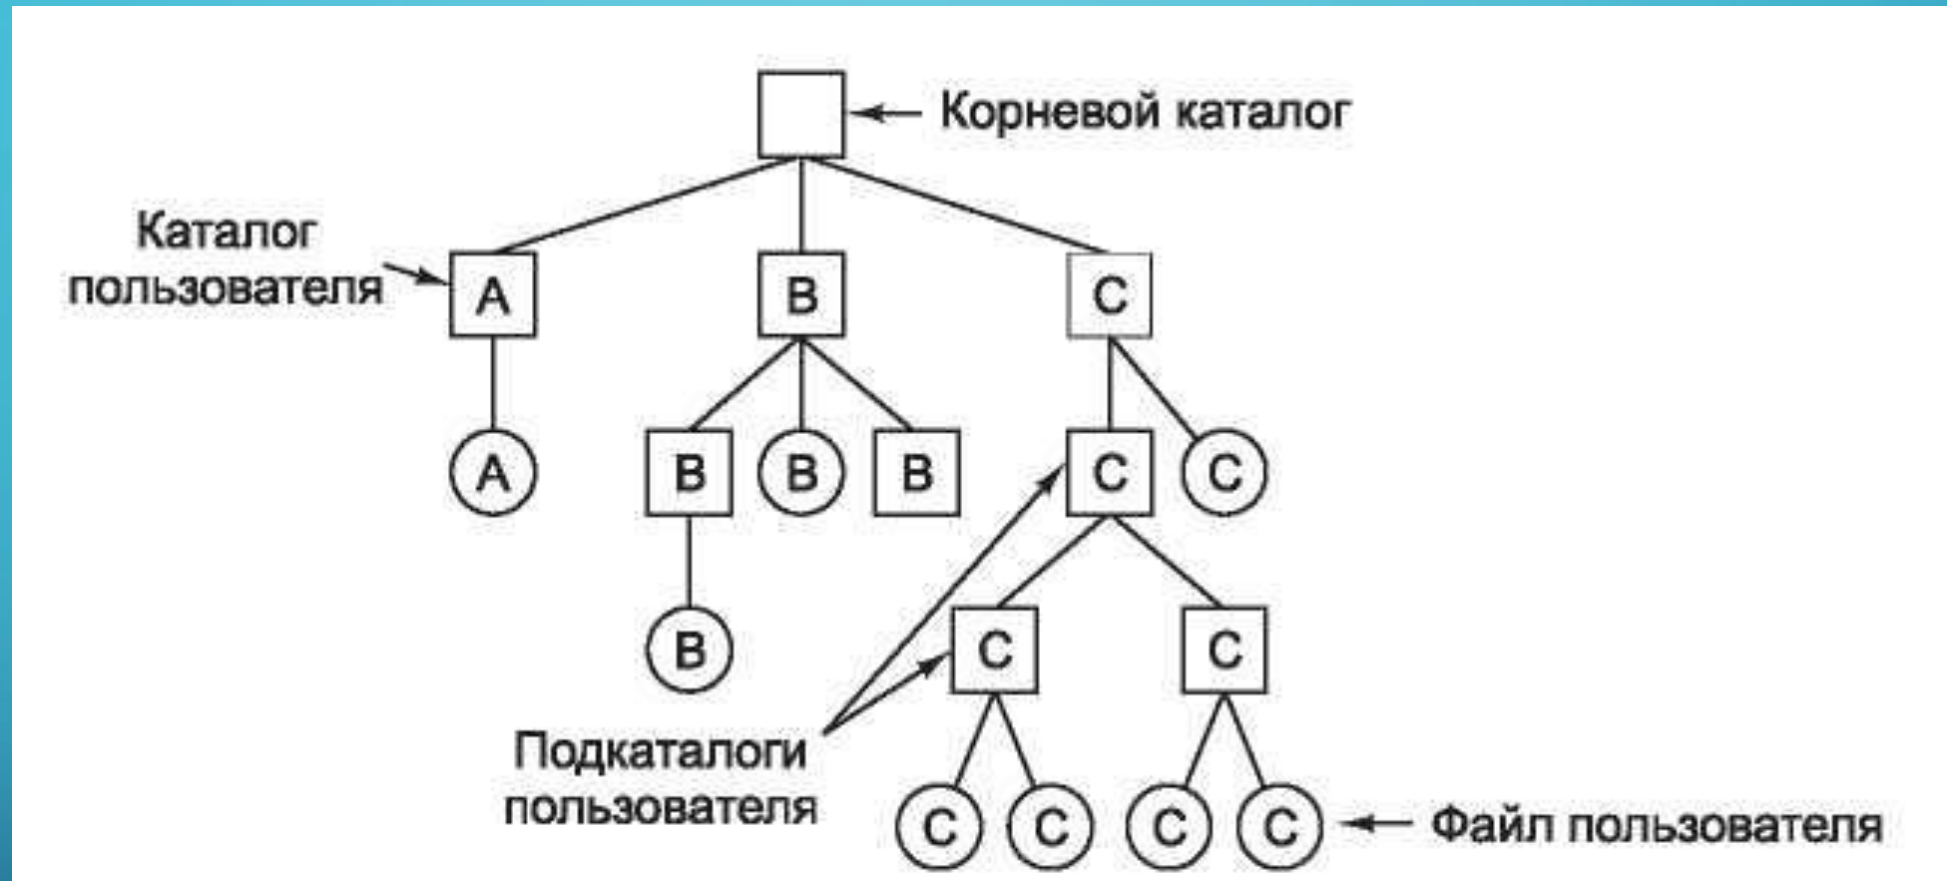 Корневой каталог
Каталог
пользователя
A B C
A B B B C C
B C C
Подкаталоги
пользователя
C C C C
Файл пользователя